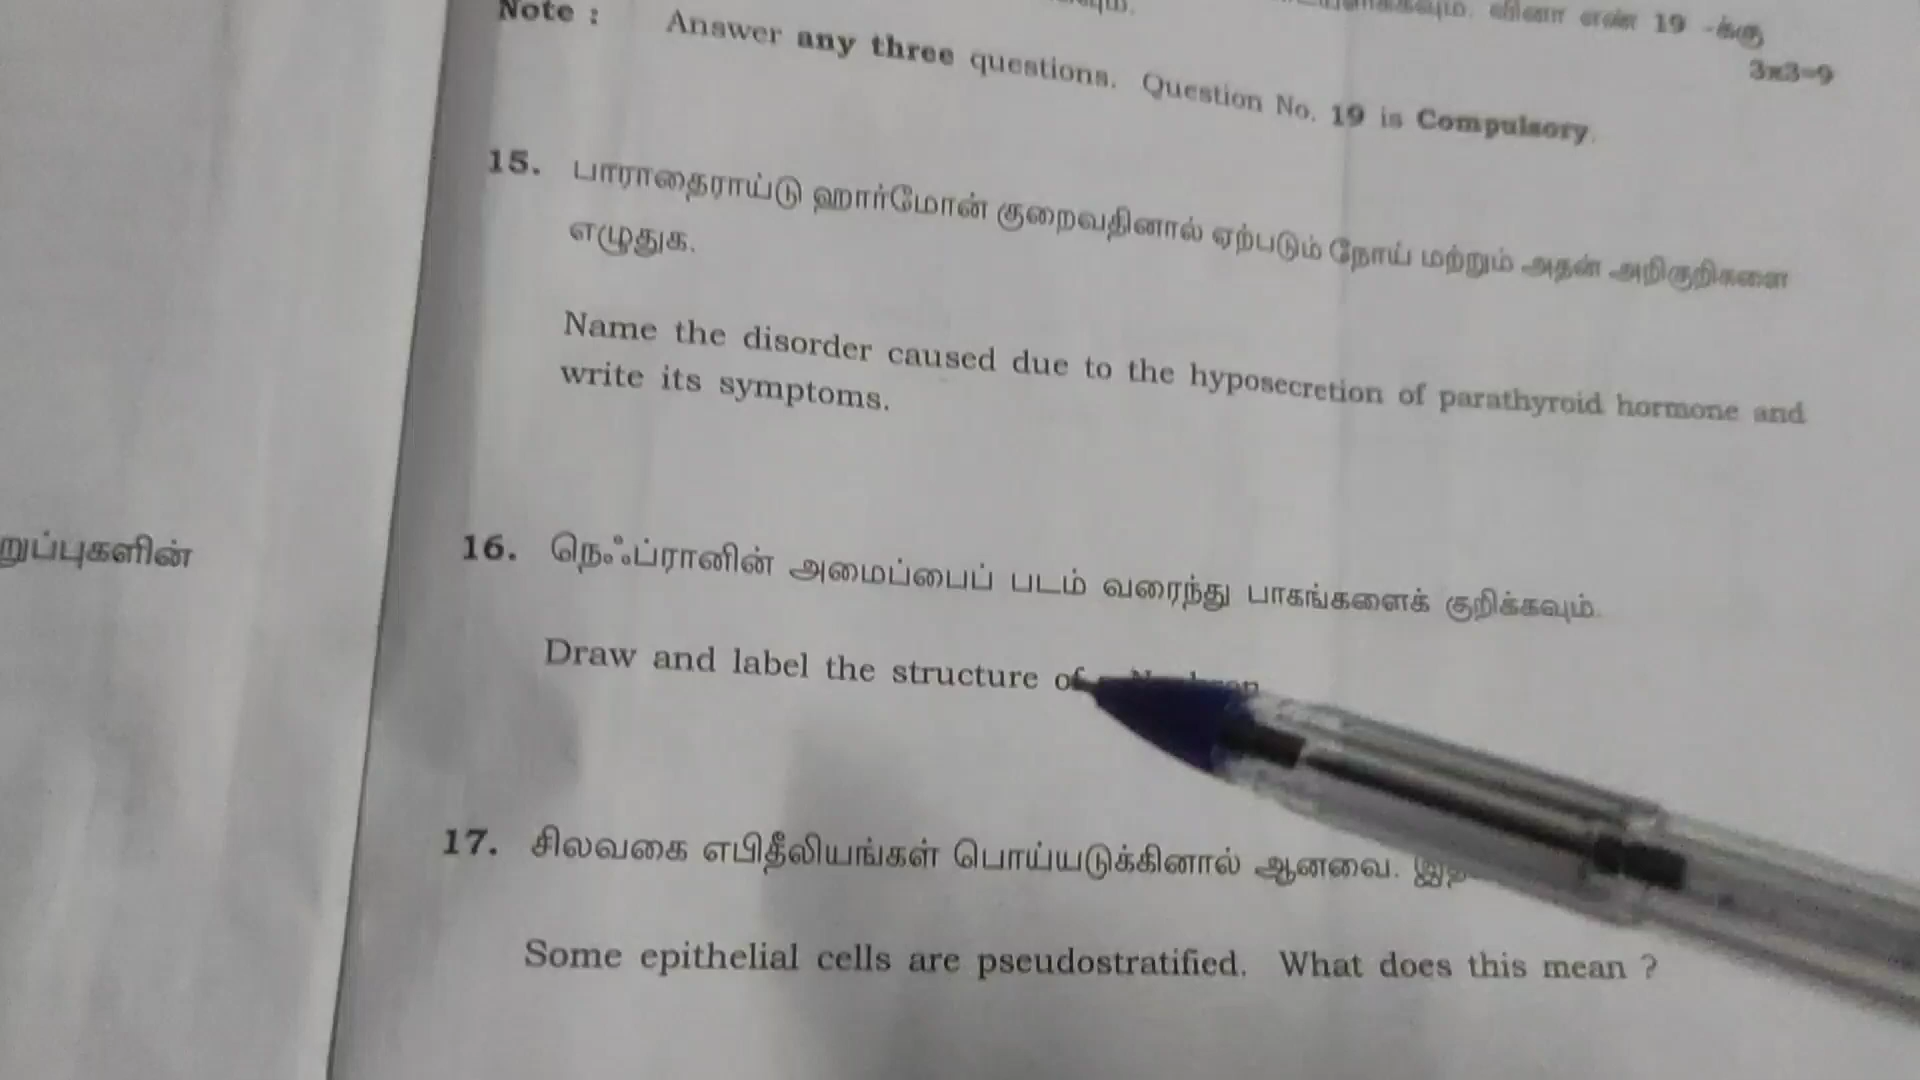 வினா எண் 19 -க்கு
3x3=9
Note : Answer any three questions. Question No. 19 is Compulsory.
15. பாராதைராய்டு ஹார்மோன் குறைவதினால் ஏற்படும் நோய் மற்றும் அதன் அறிகுறிகளை
எழுதுக.
Name the disorder caused due to the hyposecretion of parathyroid hormone and
write its symptoms.
றுப்புகளின்
16. நெஃப்ரானின் அமைப்பைப் படம் வரைந்து பாகங்களைக் குறிக்கவும்.
Draw and label the structure of
17. சிலவகை எபிதீலியங்கள் பொய்யடுக்கினால் ஆனவை.
Some epithelial cells are pseudostratified. What does this mean ?